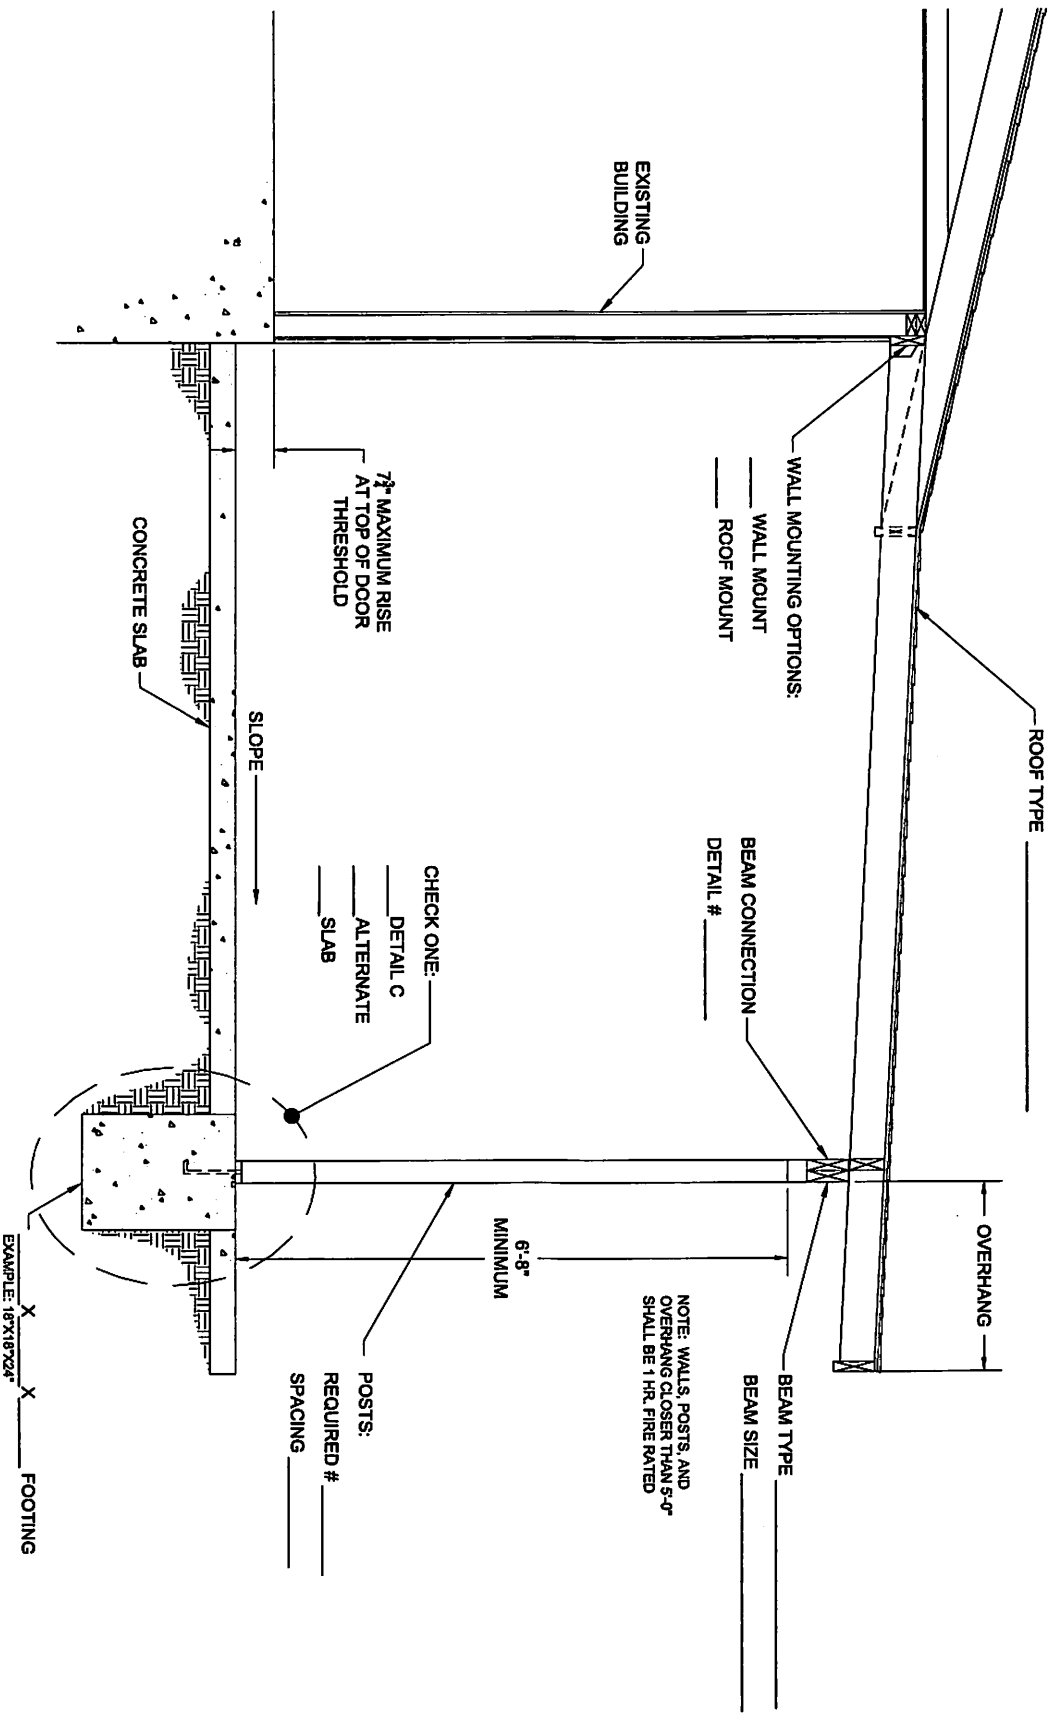 ROOF TYPE
OVERHANG
BEAM TYPE
BEAM SIZE
WALL MOUNTING OPTIONS:
WALL MOUNT
ROOF MOUNT
BEAM CONNECTION
DETAIL #
NOTE: WALLS, POSTS, AND
OVERHANG CLOSER THAN 5'-0"
SHALL BE 1 HR. FIRE RATED
EXISTING
BUILDING
6'-8"
MINIMUM
7¾" MAXIMUM RISE
AT TOP OF DOOR
THRESHOLD
CHECK ONE:
DETAIL C
ALTERNATE
SLAB
POSTS:
REQUIRED #
SPACING
SLOPE
CONCRETE SLAB
X X FOOTING
EXAMPLE: 18"X18"X24"